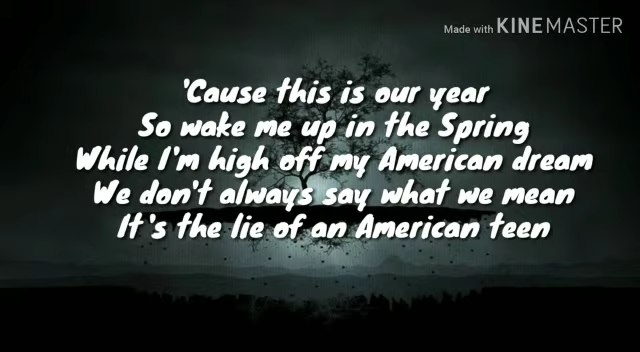 Made with KINEMASTER
'Cause this is our year
So wake me up in the Spring
While I'm high off my American dream
We don't always say what we mean
It's the lie of an American teen